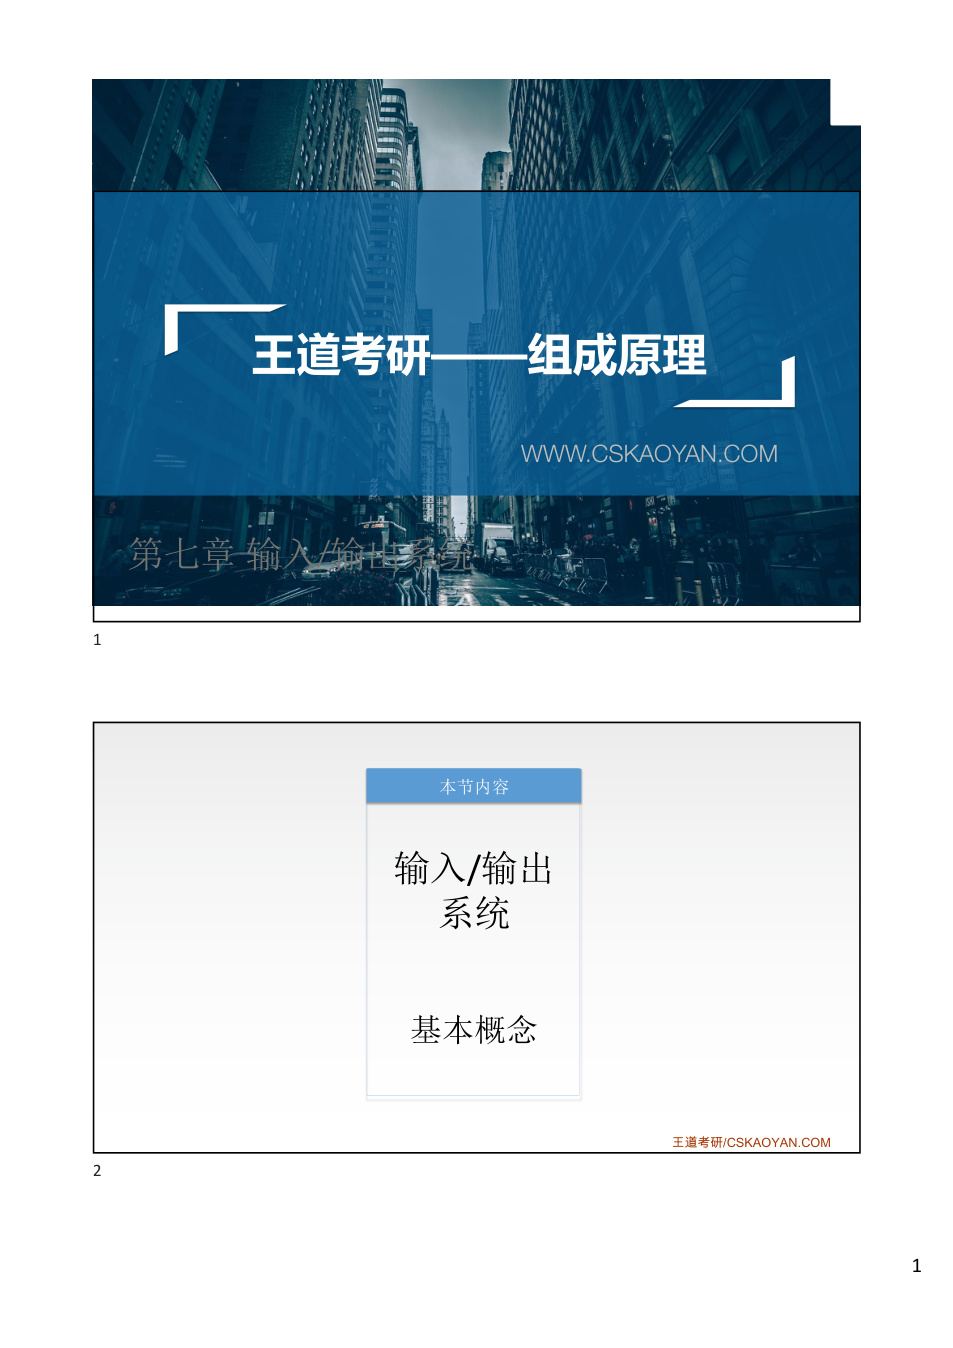 王道考研——组成原理
WWW.CSKAOYAN.COM
第七章 输入/输出系统
1
本节内容
输入/输出
系统
基本概念
王道考研/CSKAOYAN.COM
2
1